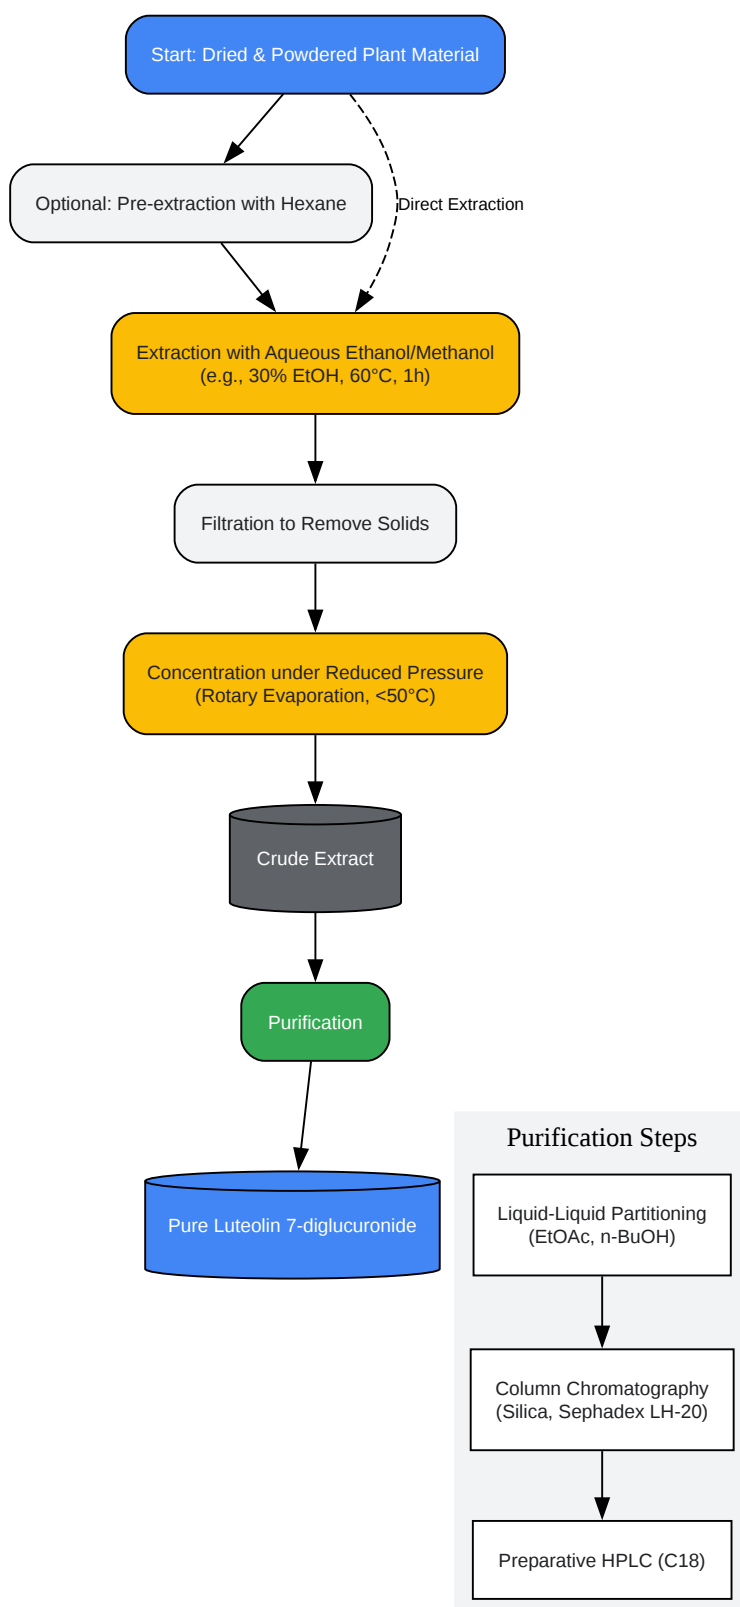 Start: Dried & Powdered Plant Material
Optional: Pre-extraction with Hexane
Direct Extraction
Extraction with Aqueous Ethanol/Methanol
(e.g., 30% EtOH, 60°C, 1h)
Filtration to Remove Solids
Concentration under Reduced Pressure
(Rotary Evaporation, <50°C)
Crude Extract
Purification
Pure Luteolin 7-diglucuronide
Purification Steps
Liquid-Liquid Partitioning
(EtOAc, n-BuOH)
Column Chromatography
(Silica, Sephadex LH-20)
Preparative HPLC (C18)